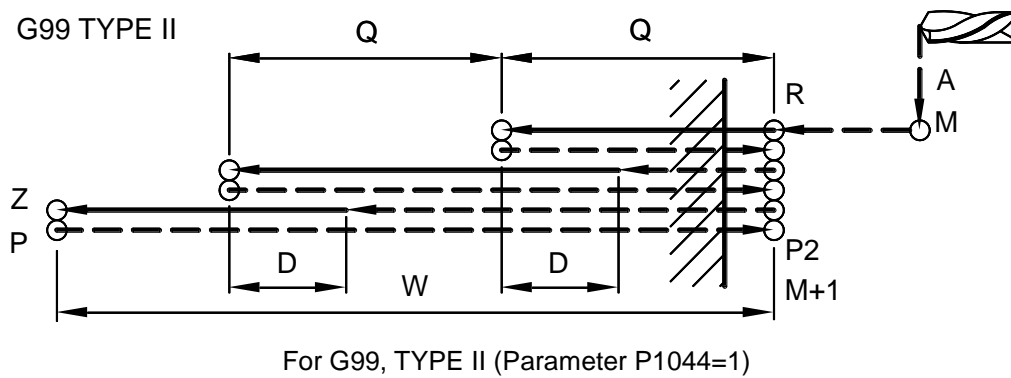 G99 TYPE II
Q
Q
A
R
M
Z
P
P2
D
D
W
M+1
For G99, TYPE II (Parameter P1044=1)